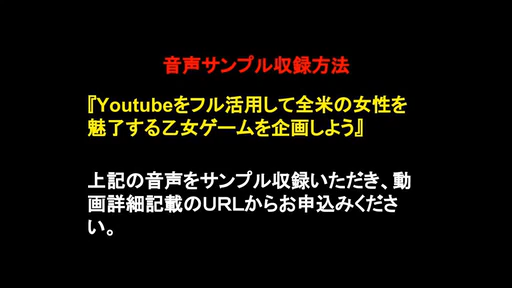 音声サンプル収録方法
『Youtubeをフル活用して全米の女性を
魅了する乙女ゲームを企画しよう』
上記の音声をサンプル収録いただき、動
画詳細記載のＵＲＬからお申込みくださ
い。